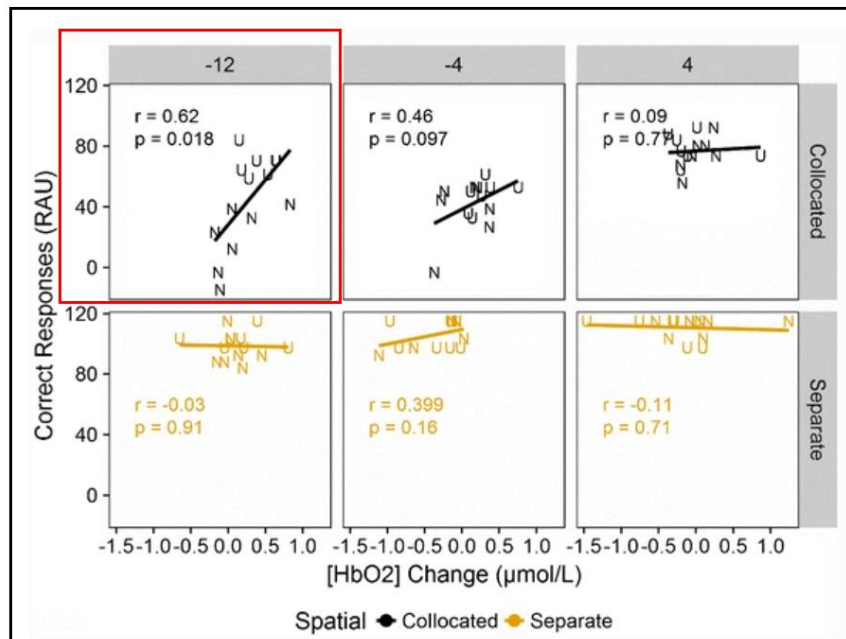 -12
-4
4
120
80
40
0
r = 0.62
p = 0.018
r = 0.46
p = 0.097
r = 0.09
p = 0.77
Collocated
120
80
40
0
r = -0.03
p = 0.91
r = 0.399
p = 0.16
r = -0.11
p = 0.71
Separate
Correct Responses (RAU)
-1.5 -1.0 -0.5 0.0 0.5 1.0
-1.5 -1.0 -0.5 0.0 0.5 1.0
-1.5 -1.0 -0.5 0.0 0.5 1.0
[HbO2] Change (μmol/L)
Spatial Collocated Separate